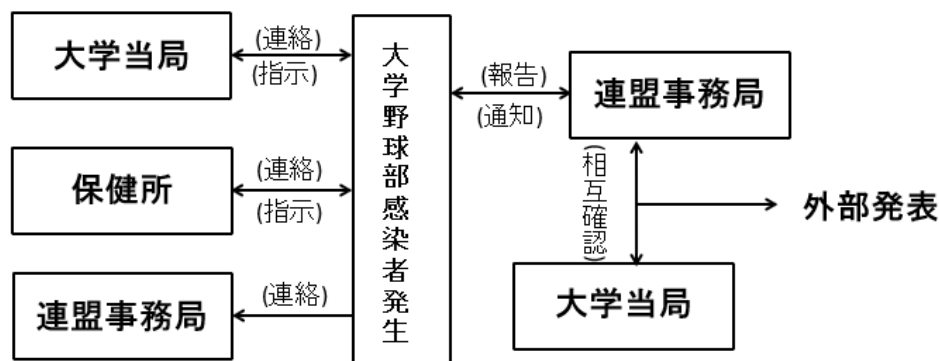 大学当局
(連絡)
(指示)
保健所
(連絡)
(指示)
連盟事務局
(連絡)
大学野球部感染者発生
(報告)
(通知)
連盟事務局
(相互確認)
外部発表
大学当局